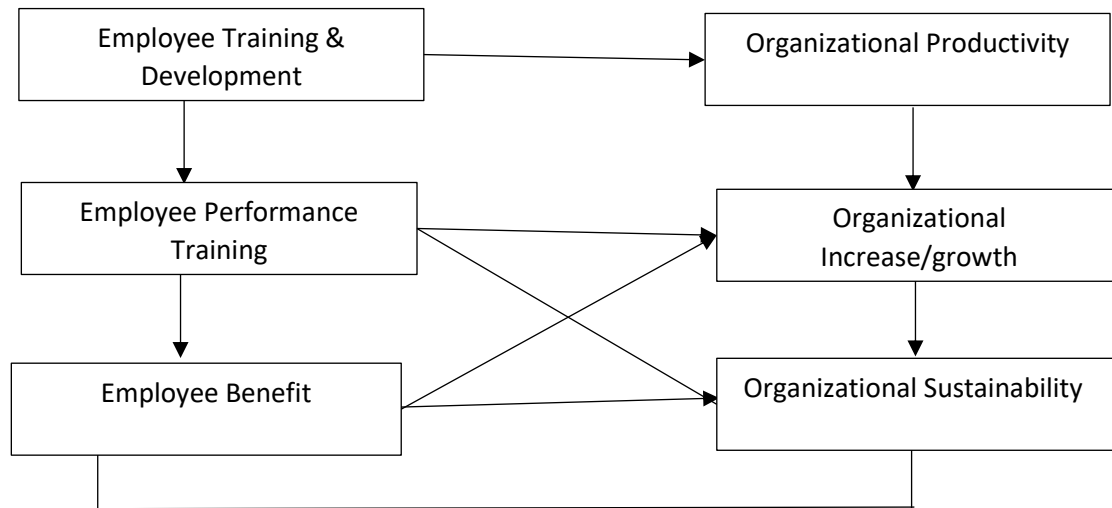 Employee Training &
Development
Organizational Productivity
Employee Performance
Training
Organizational
Increase/growth
Employee Benefit
Organizational Sustainability